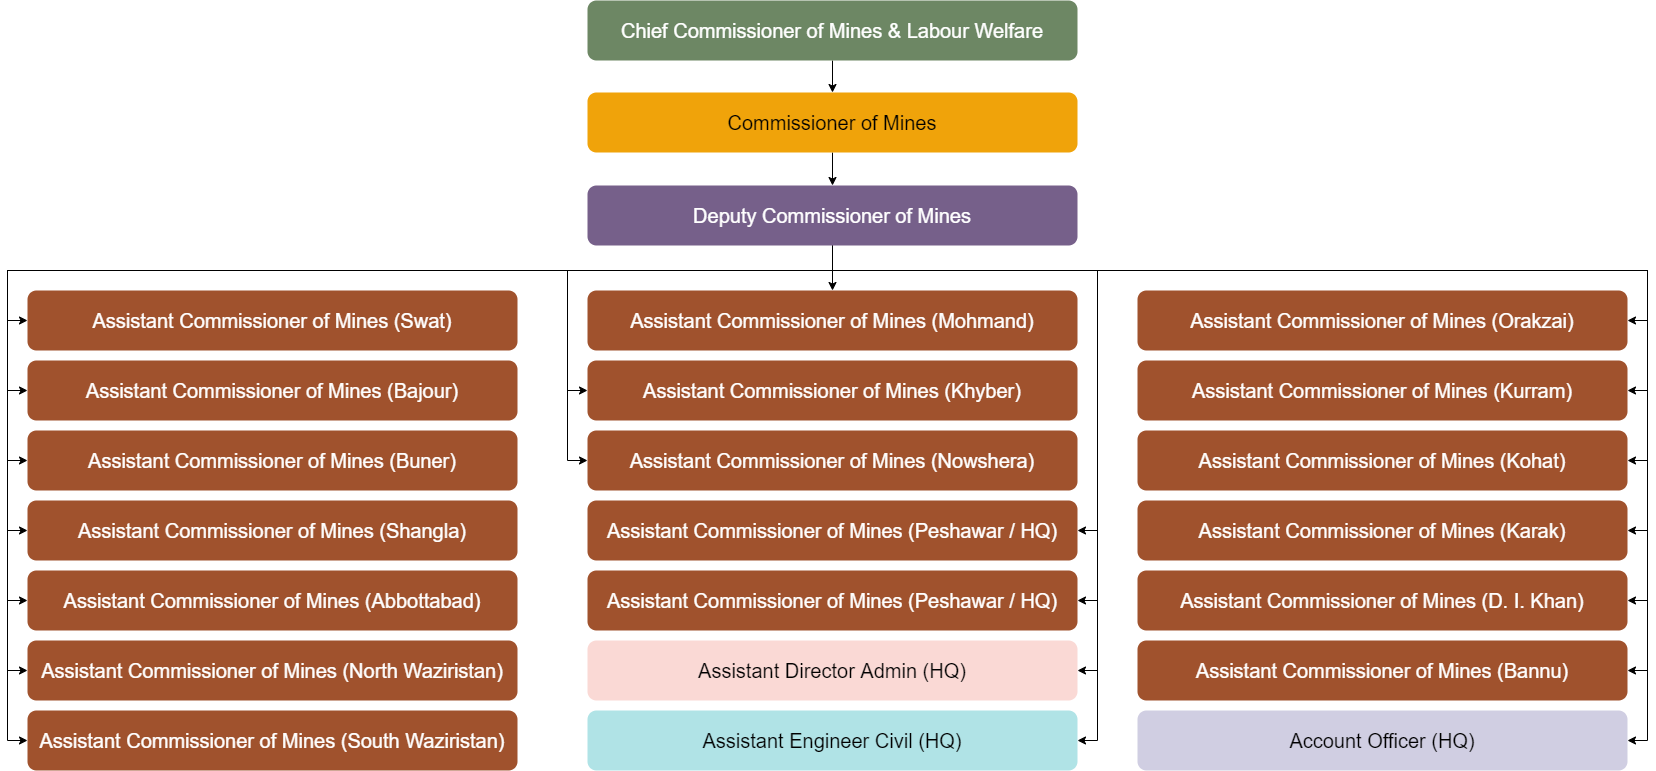 Chief Commissioner of Mines & Labour Welfare
Commissioner of Mines
Deputy Commissioner of Mines
Assistant Commissioner of Mines (Swat)
Assistant Commissioner of Mines (Bajour)
Assistant Commissioner of Mines (Buner)
Assistant Commissioner of Mines (Shangla)
Assistant Commissioner of Mines (Abbottabad)
Assistant Commissioner of Mines (North Waziristan)
Assistant Commissioner of Mines (South Waziristan)
Assistant Commissioner of Mines (Mohmand)
Assistant Commissioner of Mines (Khyber)
Assistant Commissioner of Mines (Nowshera)
Assistant Commissioner of Mines (Peshawar / HQ)
Assistant Commissioner of Mines (Peshawar / HQ)
Assistant Director Admin (HQ)
Assistant Engineer Civil (HQ)
Assistant Commissioner of Mines (Orakzai)
Assistant Commissioner of Mines (Kurram)
Assistant Commissioner of Mines (Kohat)
Assistant Commissioner of Mines (Karak)
Assistant Commissioner of Mines (D. I. Khan)
Assistant Commissioner of Mines (Bannu)
Account Officer (HQ)